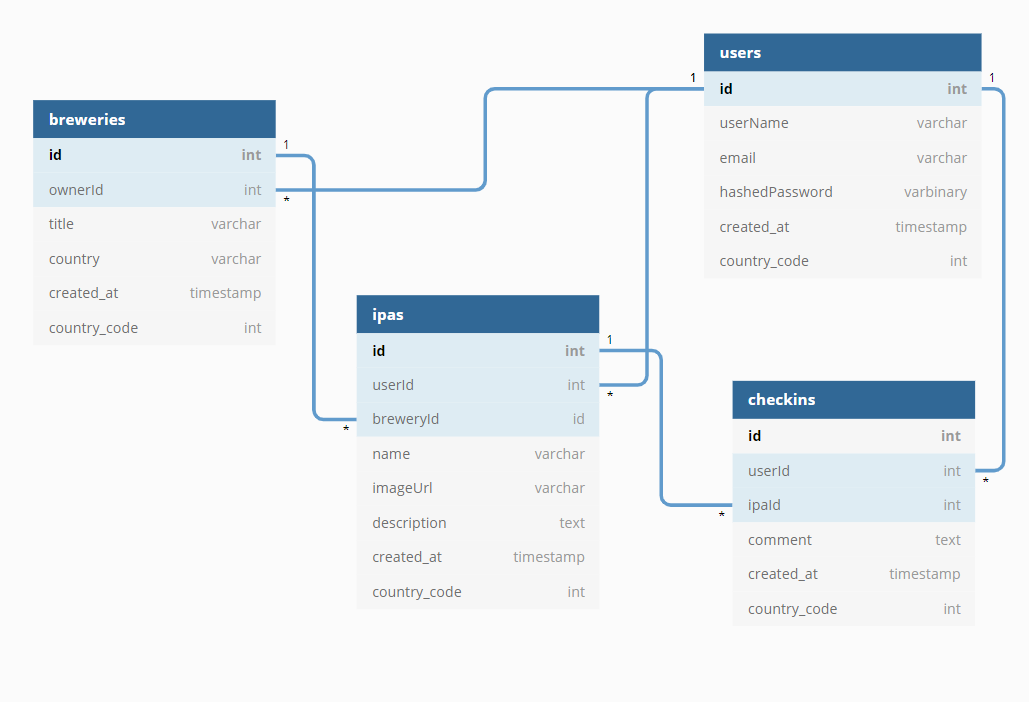 breweries
id int
ownerId int
title varchar
country varchar
created_at timestamp
country_code int
1
*
users
id int
userName varchar
email varchar
hashedPassword varbinary
created_at timestamp
country_code int
1
1
ipas
id int
userId int
breweryId id
name varchar
imageUrl varchar
description text
created_at timestamp
country_code int
1
*
*
checkins
id int
userId int
ipaId int
comment text
created_at timestamp
country_code int
*
*